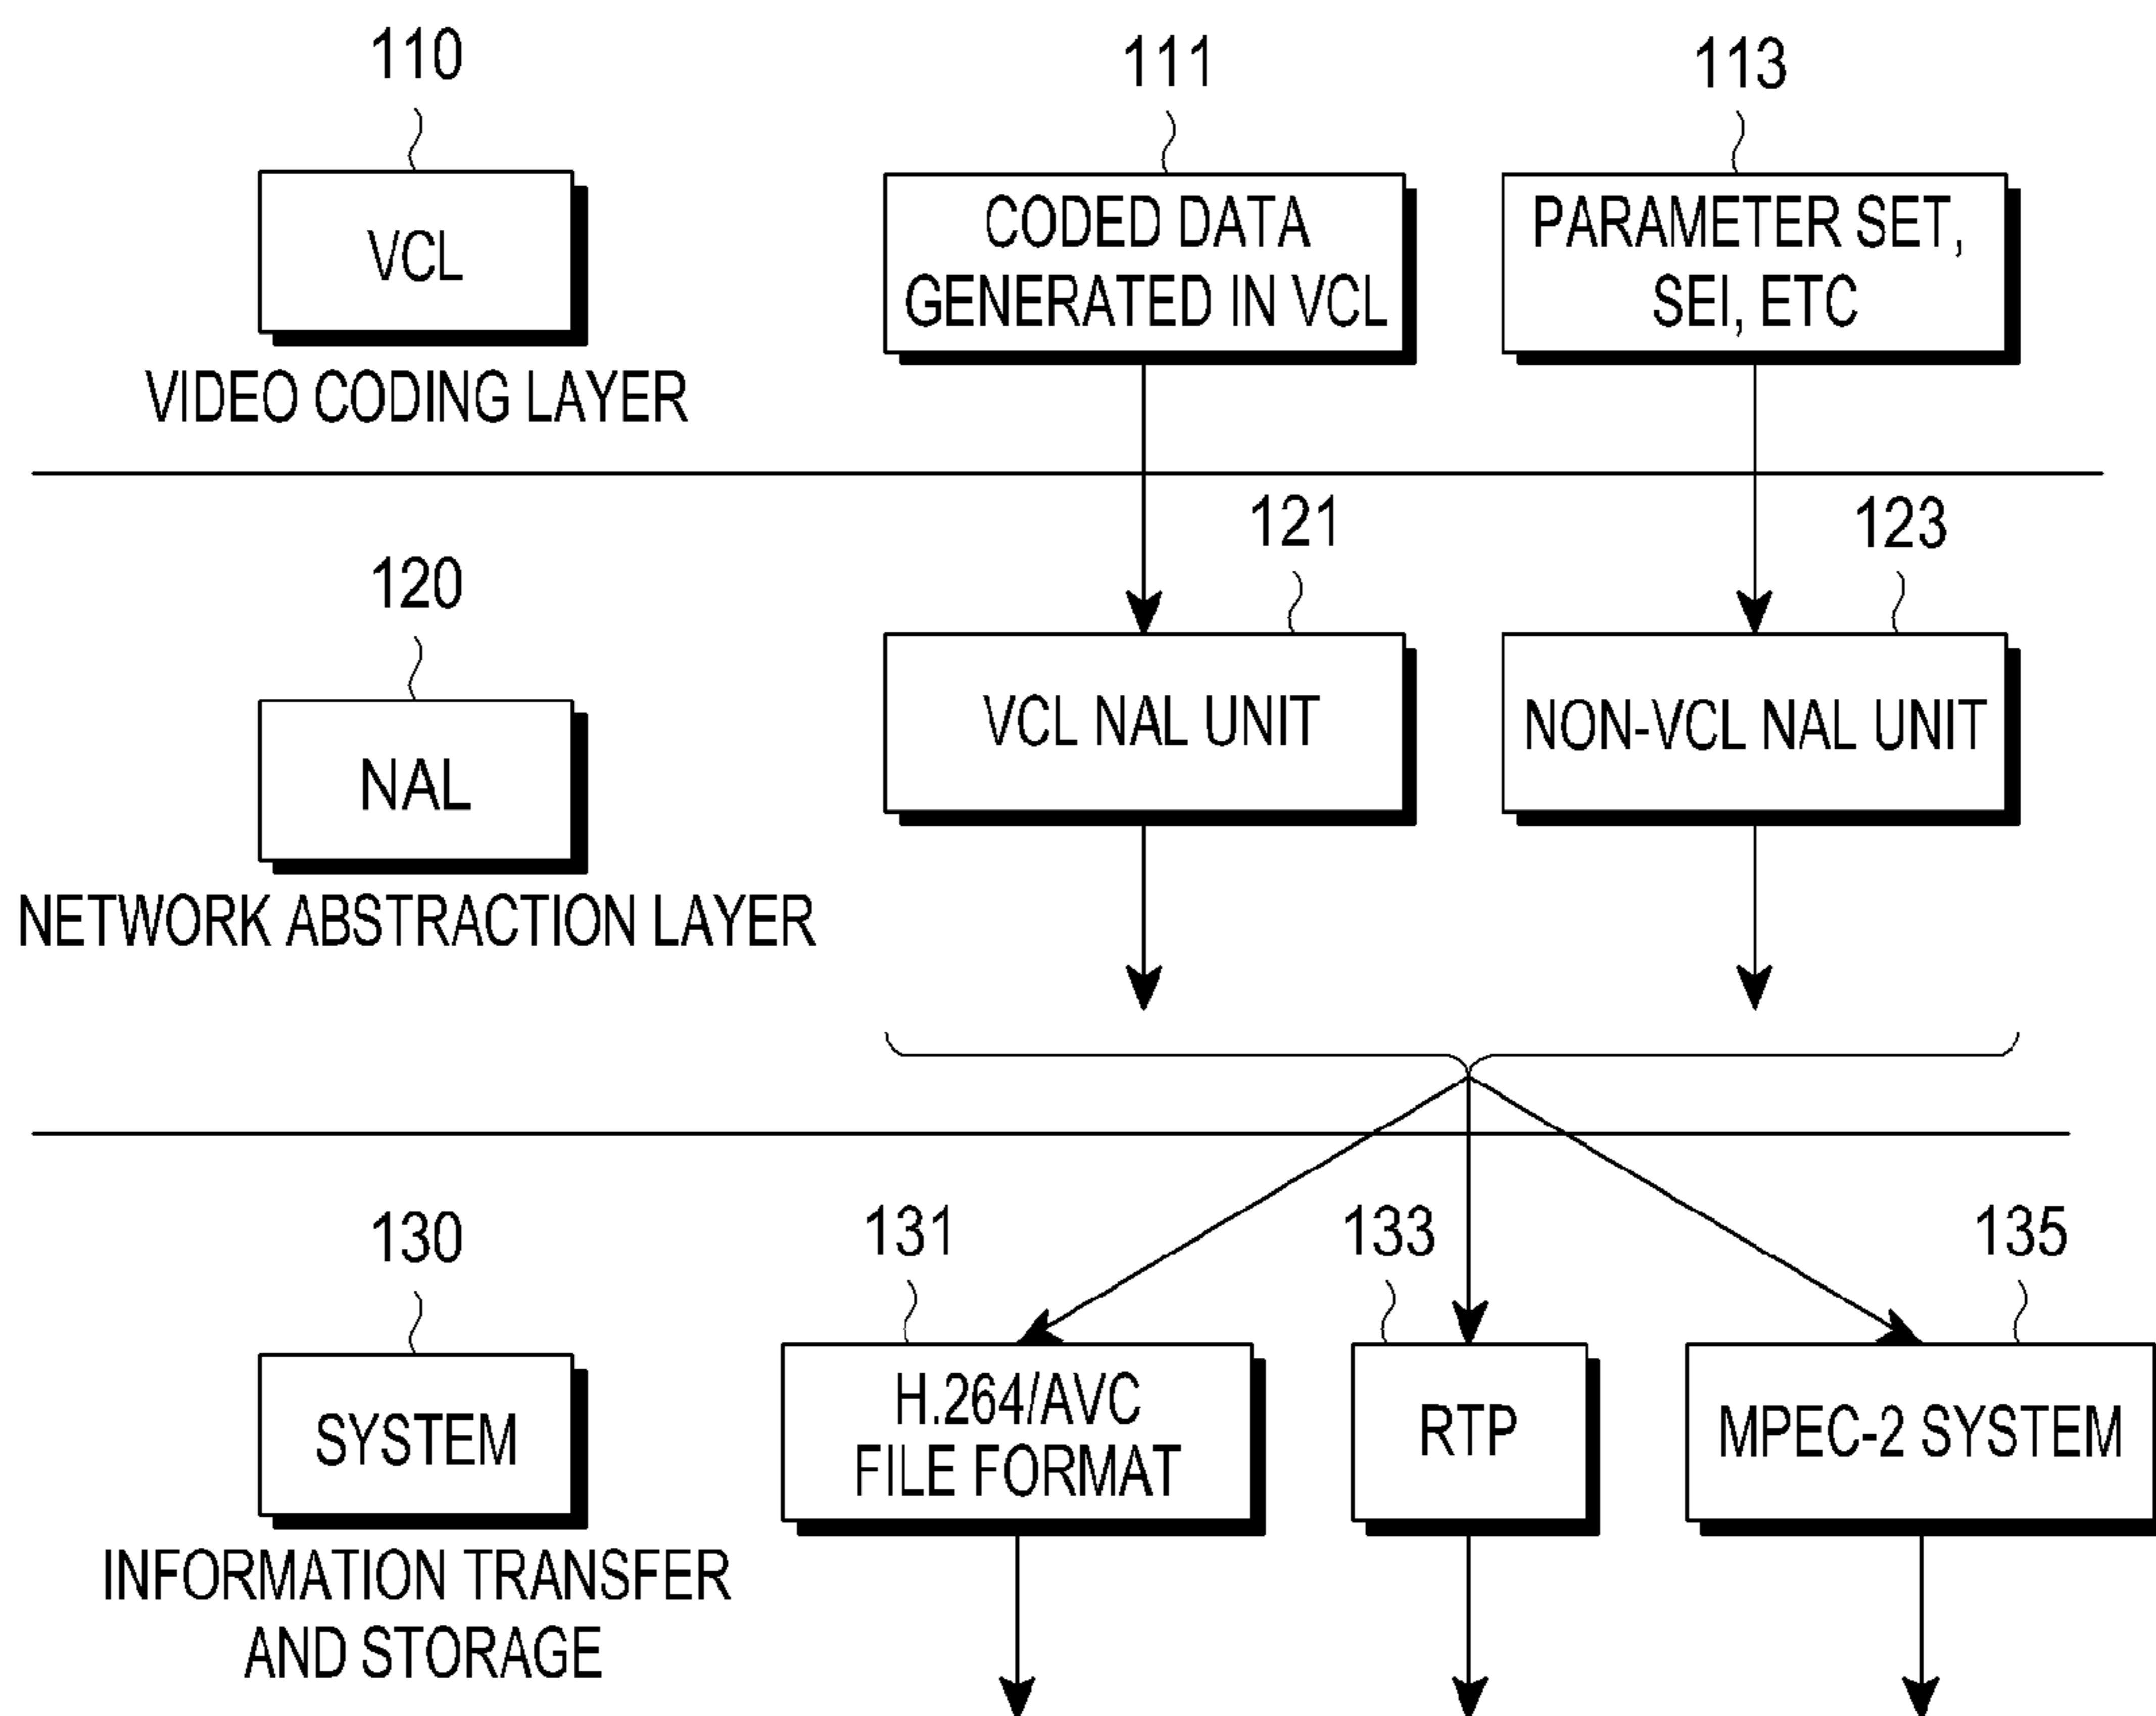 110
111
113
VCL
CODED DATA
GENERATED IN VCL
PARAMETER SET,
SEI, ETC
VIDEO CODING LAYER
121
123
120
VCL NAL UNIT
NON-VCL NAL UNIT
NAL
NETWORK ABSTRACTION LAYER
130
131
133
135
SYSTEM
H.264/AVC
FILE FORMAT
RTP
MPEC-2 SYSTEM
INFORMATION TRANSFER
AND STORAGE